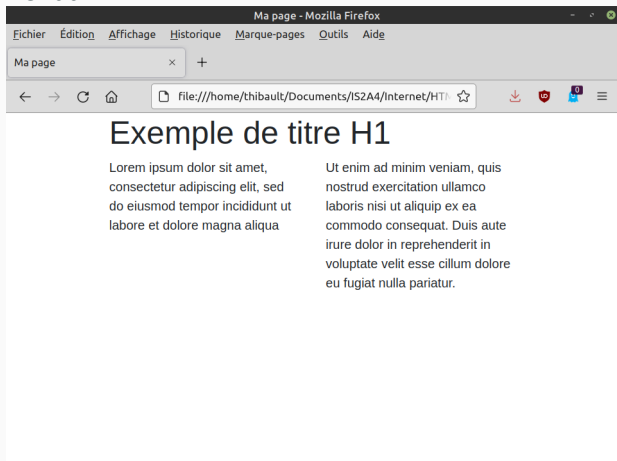 Ma page - Mozilla Firefox
Fichier Édition Affichage Historique Marque-pages Outils Aide
Ma page
file:///home/thibault/Documents/IS2A4/Internet/HTM
0
Exemple de titre H1
Lorem ipsum dolor sit amet,
consectetur adipiscing elit, sed
do eiusmod tempor incididunt ut
labore et dolore magna aliqua
Ut enim ad minim veniam, quis
nostrud exercitation ullamco
laboris nisi ut aliquip ex ea
commodo consequat. Duis aute
irure dolor in reprehenderit in
voluptate velit esse cillum dolore
eu fugiat nulla pariatur.